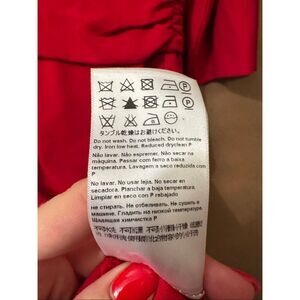 P
P
P
タンブル乾燥はお避けください。
Do not wash. Do not bleach. Do not tumble
dry. Iron low heat. Reduced dryclean P
Não lavar. Não espremer. Não secar na
máquina. Passar com ferro a baixa
temperatura. Lavagem a seco reduzida com
P
No lavar. No usar lejia. No secar en
secadora. Planchar a baja temperatura.
Limpiar en seco con P rebajado
не стирать. Не отбеливать. Не сушить в
машине. Гладить на низкой температуре
Щадящая химчистка P